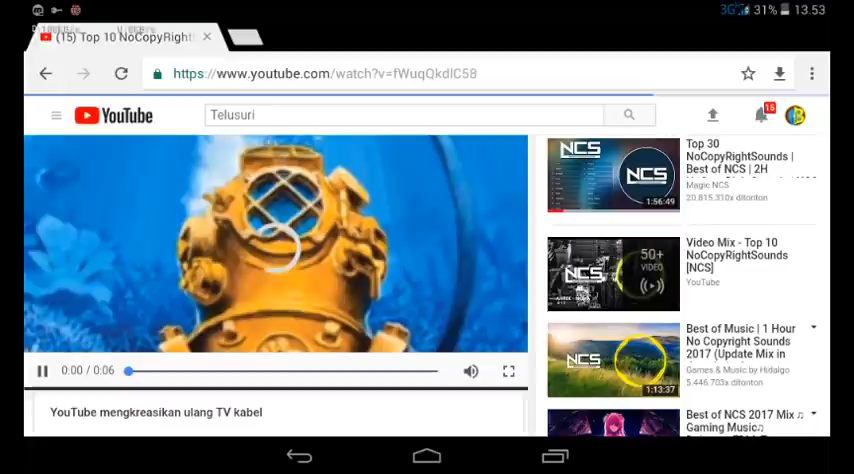 3G 31% 13.53
(15) Top 10 NoCopyRight
https://www.youtube.com/watch?v=fWuqQkdlC58
YouTube
Telusuri
15
NCS
NCS
1:56:49
Top 30
NoCopyRightSounds |
Best of NCS | 2H
Magic NCS
20.815.310x ditonton
NCS
50+
VIDEO
Video Mix - Top 10
NoCopyRightSounds
[NCS]
YouTube
NCS
1:13:37
Best of Music | 1 Hour
No Copyright Sounds
2017 (Update Mix in
Games & Music by Hidalgo
5.446.703x ditonton
Best of NCS 2017 Mix ♫
Gaming Music♫
0:00 / 0:06
YouTube mengkreasikan ulang TV kabel